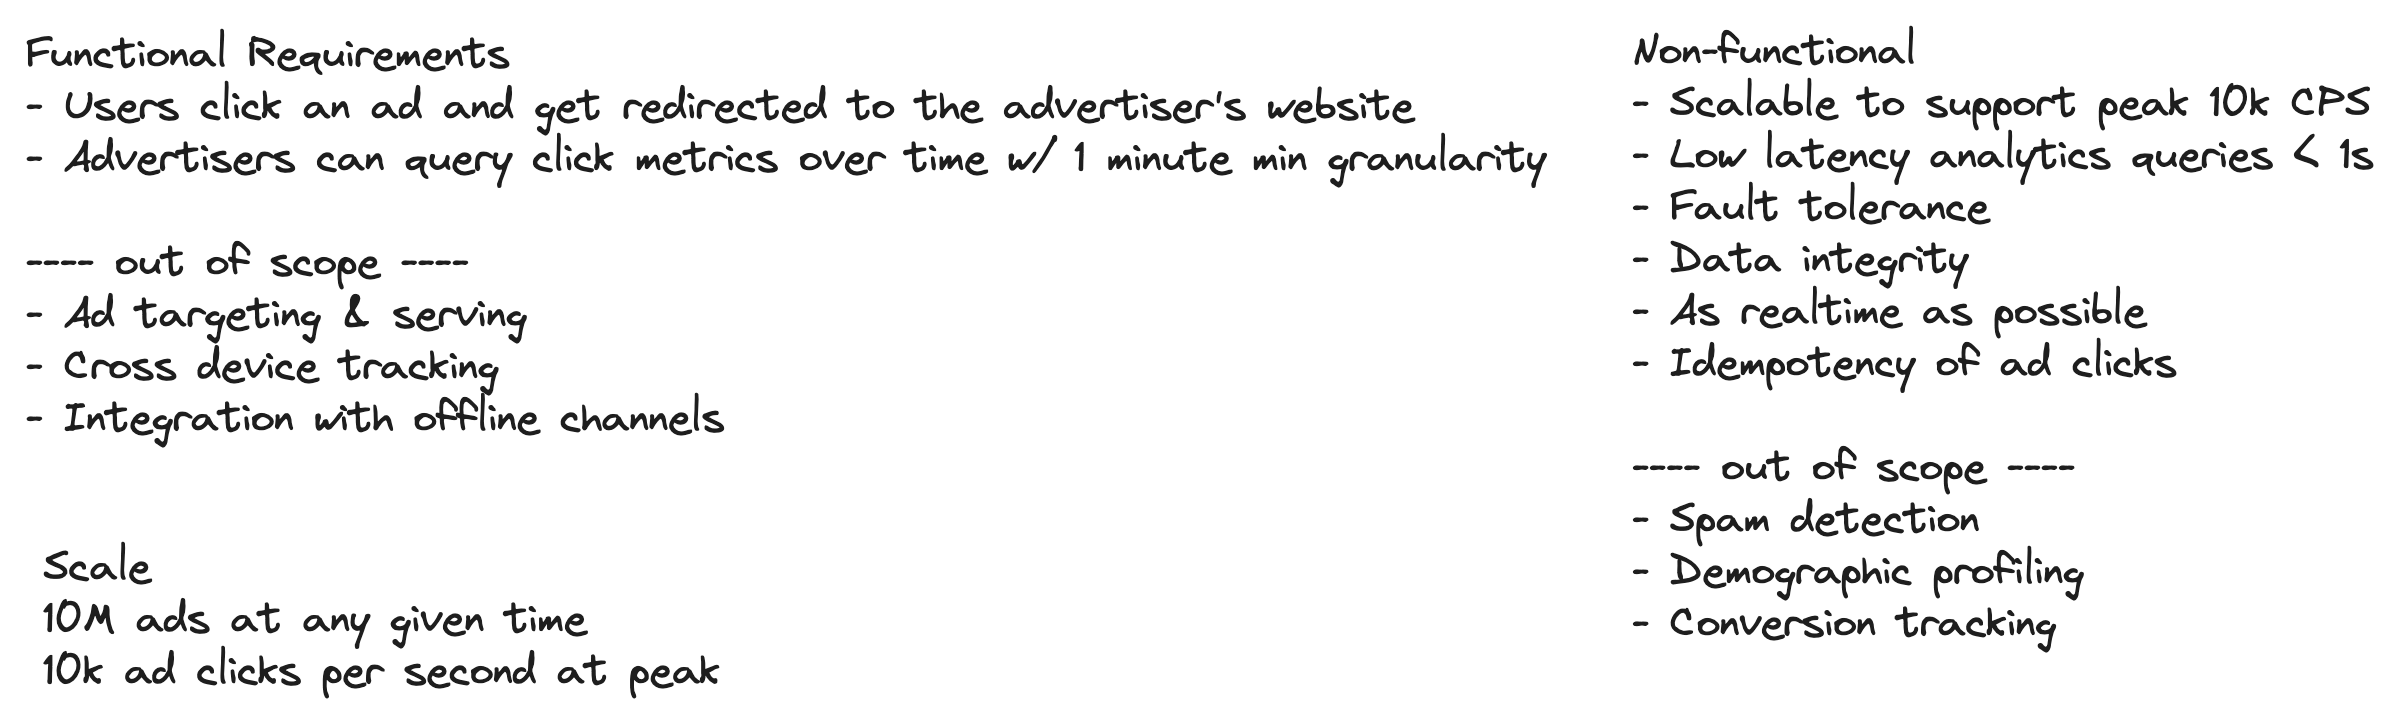 Functional Requirements
- Users click an ad and get redirected to the advertiser's website
- Advertisers can query click metrics over time w/ 1 minute min granularity
---- out of scope ----
- Ad targeting & serving
- Cross device tracking
- Integration with offline channels
Scale
10M ads at any given time
10k ad clicks per second at peak
Non-functional
- Scalable to support peak 10k CPS
- Low latency analytics queries < 1s
- Fault tolerance
- Data integrity
- As realtime as possible
- Idempotency of ad clicks
---- out of scope ----
- Spam detection
- Demographic profiling
- Conversion tracking